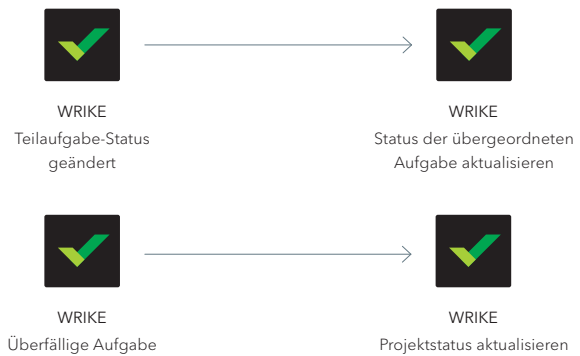 WRIKE
Teilaufgabe-Status
geändert
WRIKE
Status der übergeordneten
Aufgabe aktualisieren
WRIKE
Überfällige Aufgabe
WRIKE
Projektstatus aktualisieren